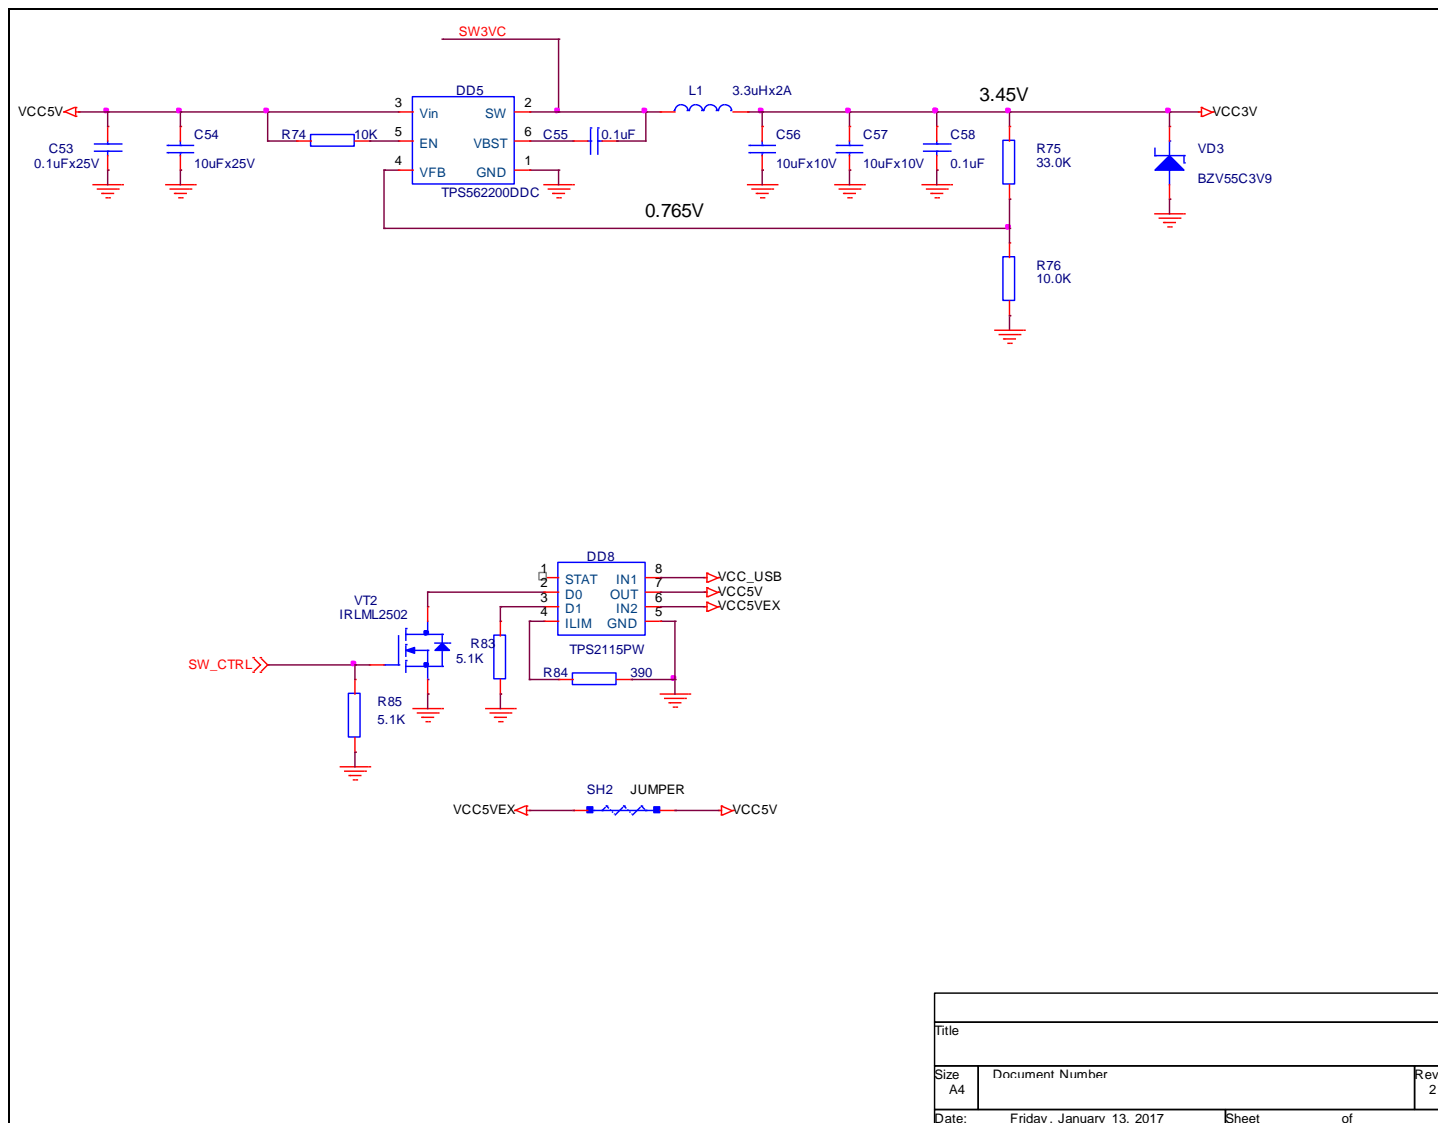 SW3VC
VCC5V
C53
0.1uFx25V
C54
10uFx25V
R74
10K
DD5
3
Vin
SW
2
5
EN
VBST
6
4
VFB
GND
1
TPS562200DDC
C55
0.1uF
L1
3.3uHx2A
3.45V
VCC3V
C56
10uFx10V
C57
10uFx10V
C58
0.1uF
R75
33.0K
VD3
BZV55C3V9
0.765V
R76
10.0K
DD8
1
STAT
IN1
8
VCC_USB
2
D0
OUT
7
VCC5V
3
D1
IN2
6
VCC5VEX
4
ILIM
GND
5
TPS2115PW
VT2
IRLML2502
SW_CTRL
R83
5.1K
R84
390
R85
5.1K
SH2
JUMPER
VCC5VEX
VCC5V
Title
Size
A4
Document Number
Rev
2
Date:
Friday, January 13, 2017
Sheet
of